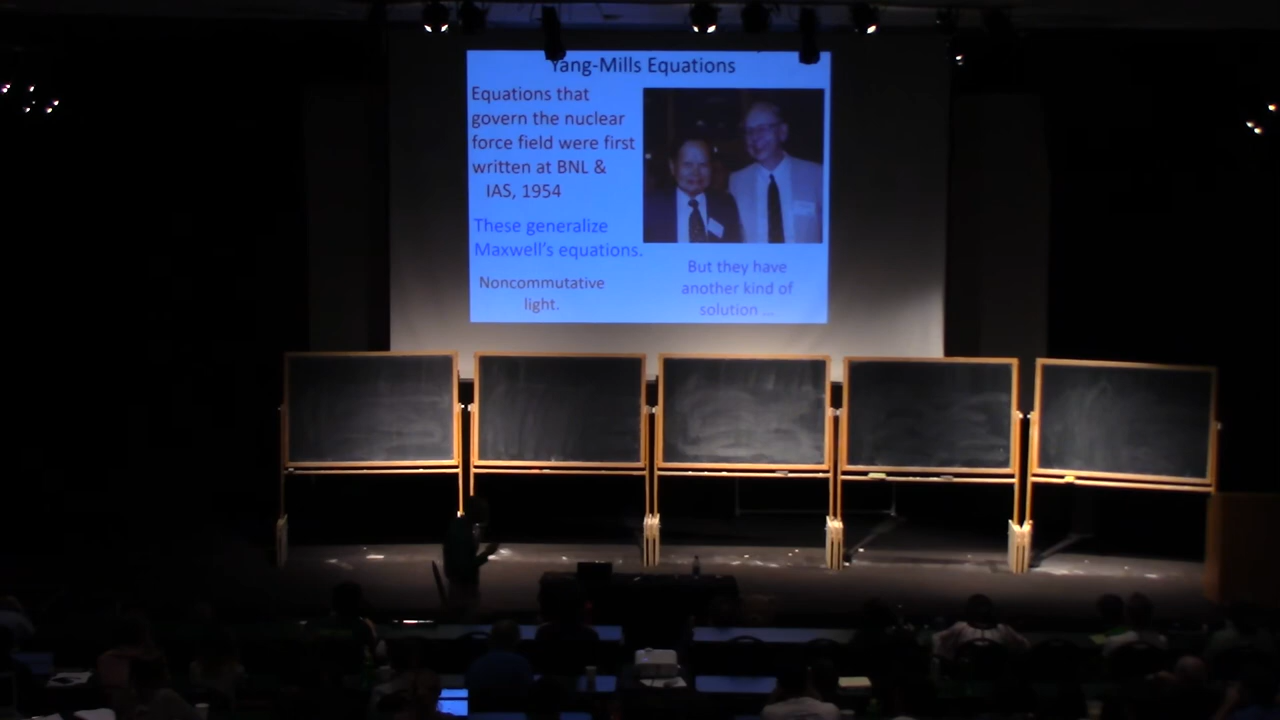 Yang-Mills Equations
Equations that
govern the nuclear
force field were first
written at BNL &
IAS, 1954
These generalize
Maxwell's equations.
Noncommutative
light.
But they have
another kind of
solution ...